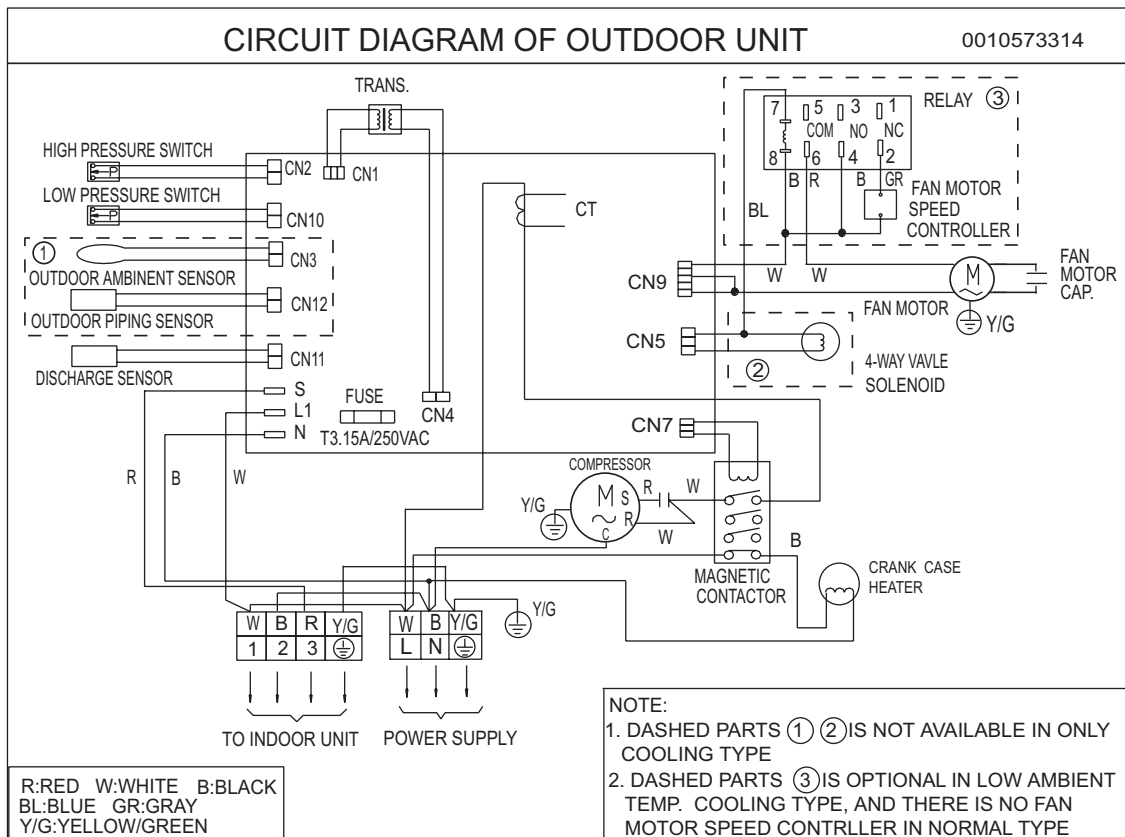 CIRCUIT DIAGRAM OF OUTDOOR UNIT
0010573314
TRANS.
HIGH PRESSURE SWITCH
P
CN2
CN1
LOW PRESSURE SWITCH
P
CN10
1
CN3
OUTDOOR AMBINENT SENSOR
CN12
OUTDOOR PIPING SENSOR
CN11
DISCHARGE SENSOR
S
L1
N
FUSE
T3.15A/250VAC
CN4
CT
7 5 3 1
COM NO NC
8 6 4 2
RELAY 3
B R B GR
FAN MOTOR
SPEED
CONTROLLER
BL
W W
CN9
M
FAN MOTOR
FAN
MOTOR
CAP.
Y/G
CN5
2
4-WAY VAVLE
SOLENOID
CN7
COMPRESSOR
M S
R
C
R W
W
Y/G
B
MAGNETIC
CONTACTOR
CRANK CASE
HEATER
R B W
Y/G
W B R Y/G
1 2 3
W B Y/G
L N
TO INDOOR UNIT
POWER SUPPLY
R:RED W:WHITE B:BLACK
BL:BLUE GR:GRAY
Y/G:YELLOW/GREEN
NOTE:
1. DASHED PARTS 1 2 IS NOT AVAILABLE IN ONLY
COOLING TYPE
2. DASHED PARTS 3 IS OPTIONAL IN LOW AMBIENT
TEMP. COOLING TYPE, AND THERE IS NO FAN
MOTOR SPEED CONTRLLER IN NORMAL TYPE